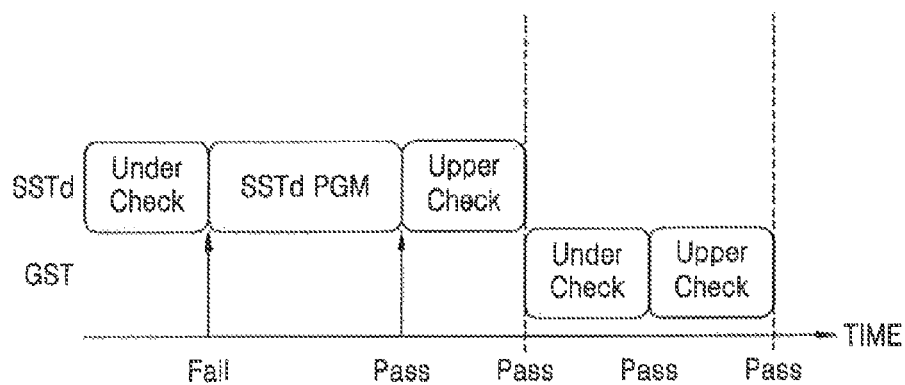 SSTd
Under
Check
SSTd PGM
Upper
Check
GST
Under
Check
Upper
Check
TIME
Fail Pass Pass Pass Pass